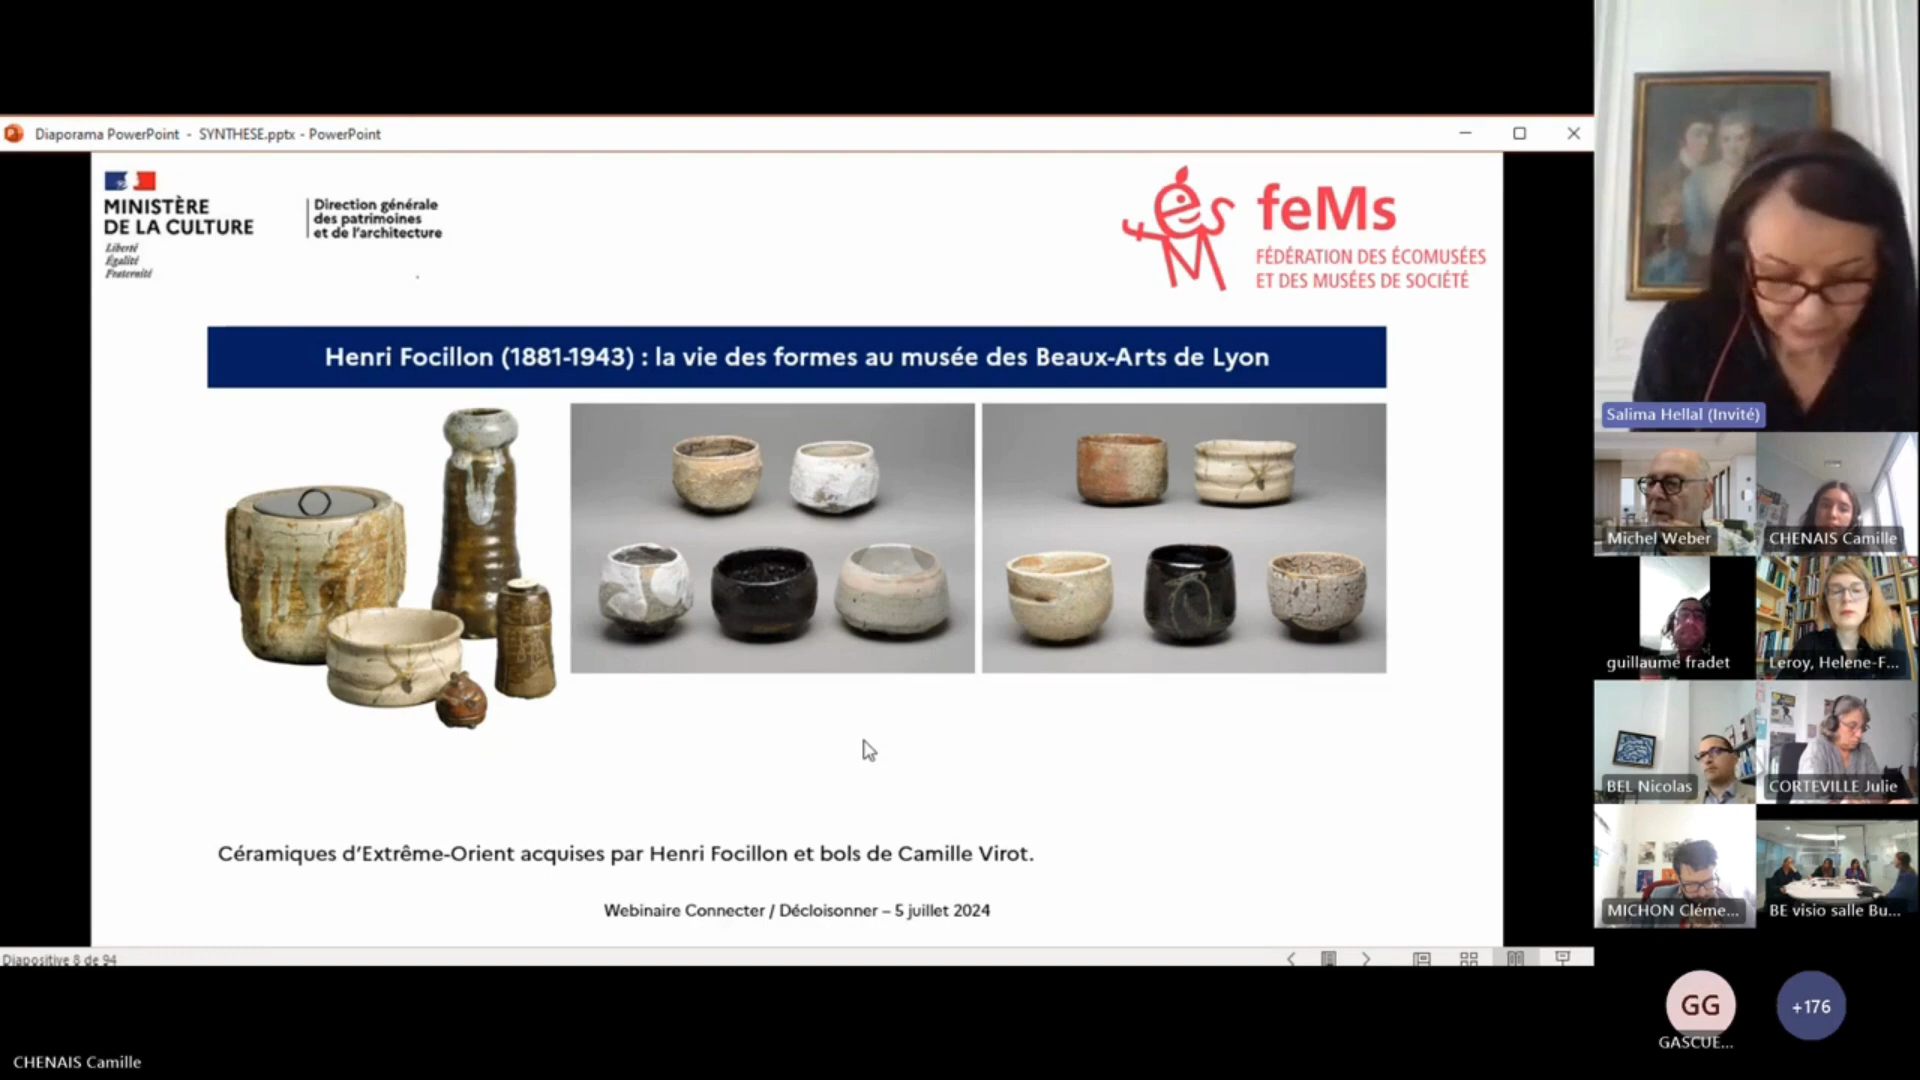 Diaporama PowerPoint - SYNTHESE.pptx - PowerPoint
MINISTÈRE
DE LA CULTURE
Liberté
Égalité
Fraternité
Direction générale
des patrimoines
et de l'architecture
feMs
FÉDÉRATION DES ÉCOMUSÉES
ET DES MUSÉES DE SOCIÉTÉ
Henri Focillon (1881-1943) : la vie des formes au musée des Beaux-Arts de Lyon
Céramiques d'Extrême-Orient acquises par Henri Focillon et bols de Camille Virot.
Webinaire Connecter / Décloisonner – 5 juillet 2024
Diapositive 8 de 94
Salima Hellal (Invité)
Michel Weber
CHENAIS Camille
guillaume fradet
Leroy, Helene-F...
BEL Nicolas
CORTEVILLE Julie
MICHON Cléme...
BE visio salle Bu...
GG
GASCUE...
+176
CHENAIS Camille